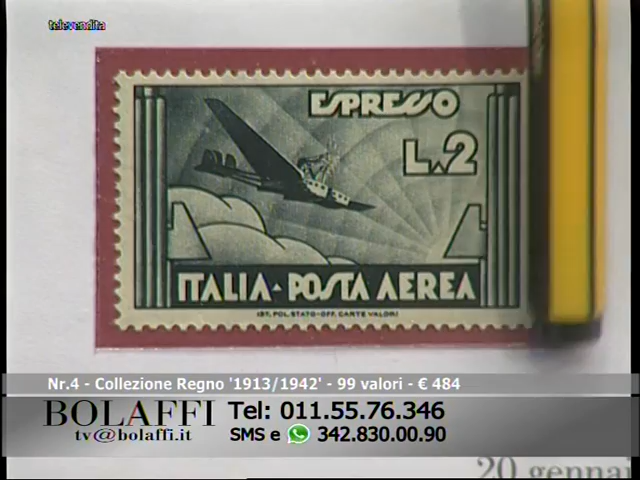 televendita
ESPRESSO
L.2
ITALIA-POSTA AEREA
IST. POL. STATO-OFF. CARTE VALORI
Nr.4 - Collezione Regno '1913/1942' - 99 valori - € 484
BOLAFFI Tel: 011.55.76.346
tv@bolaffi.it SMS e 342.830.00.90
20 gennai